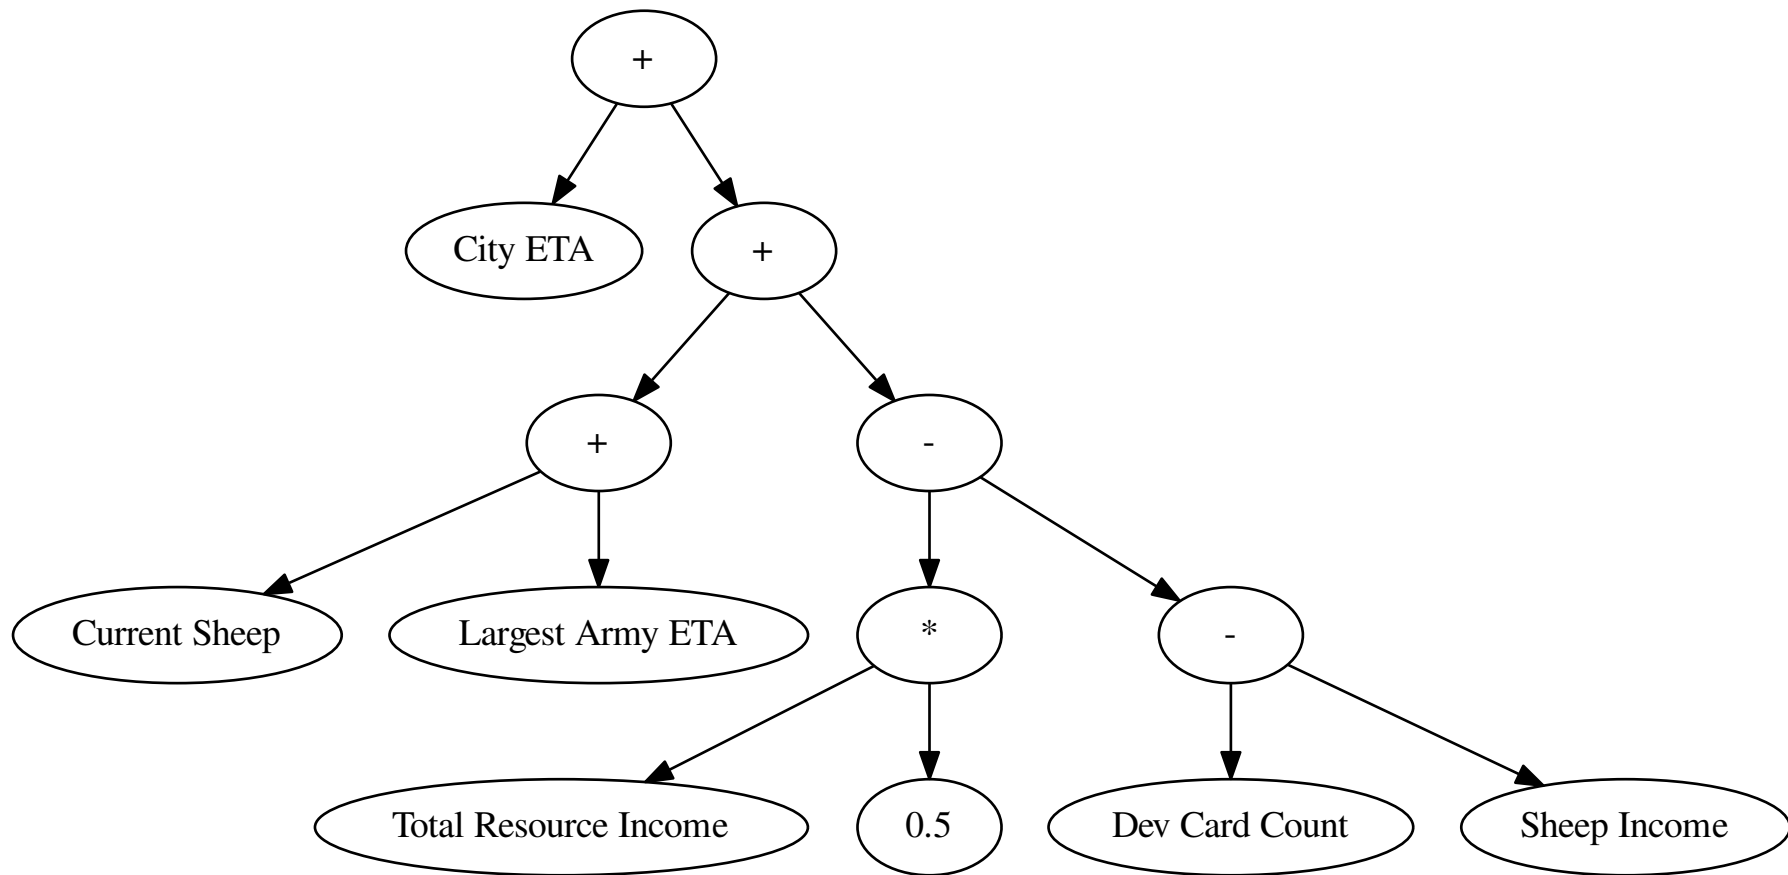 +
City ETA
+
+
-
Current Sheep
Largest Army ETA
*
-
Total Resource Income
0.5
Dev Card Count
Sheep Income